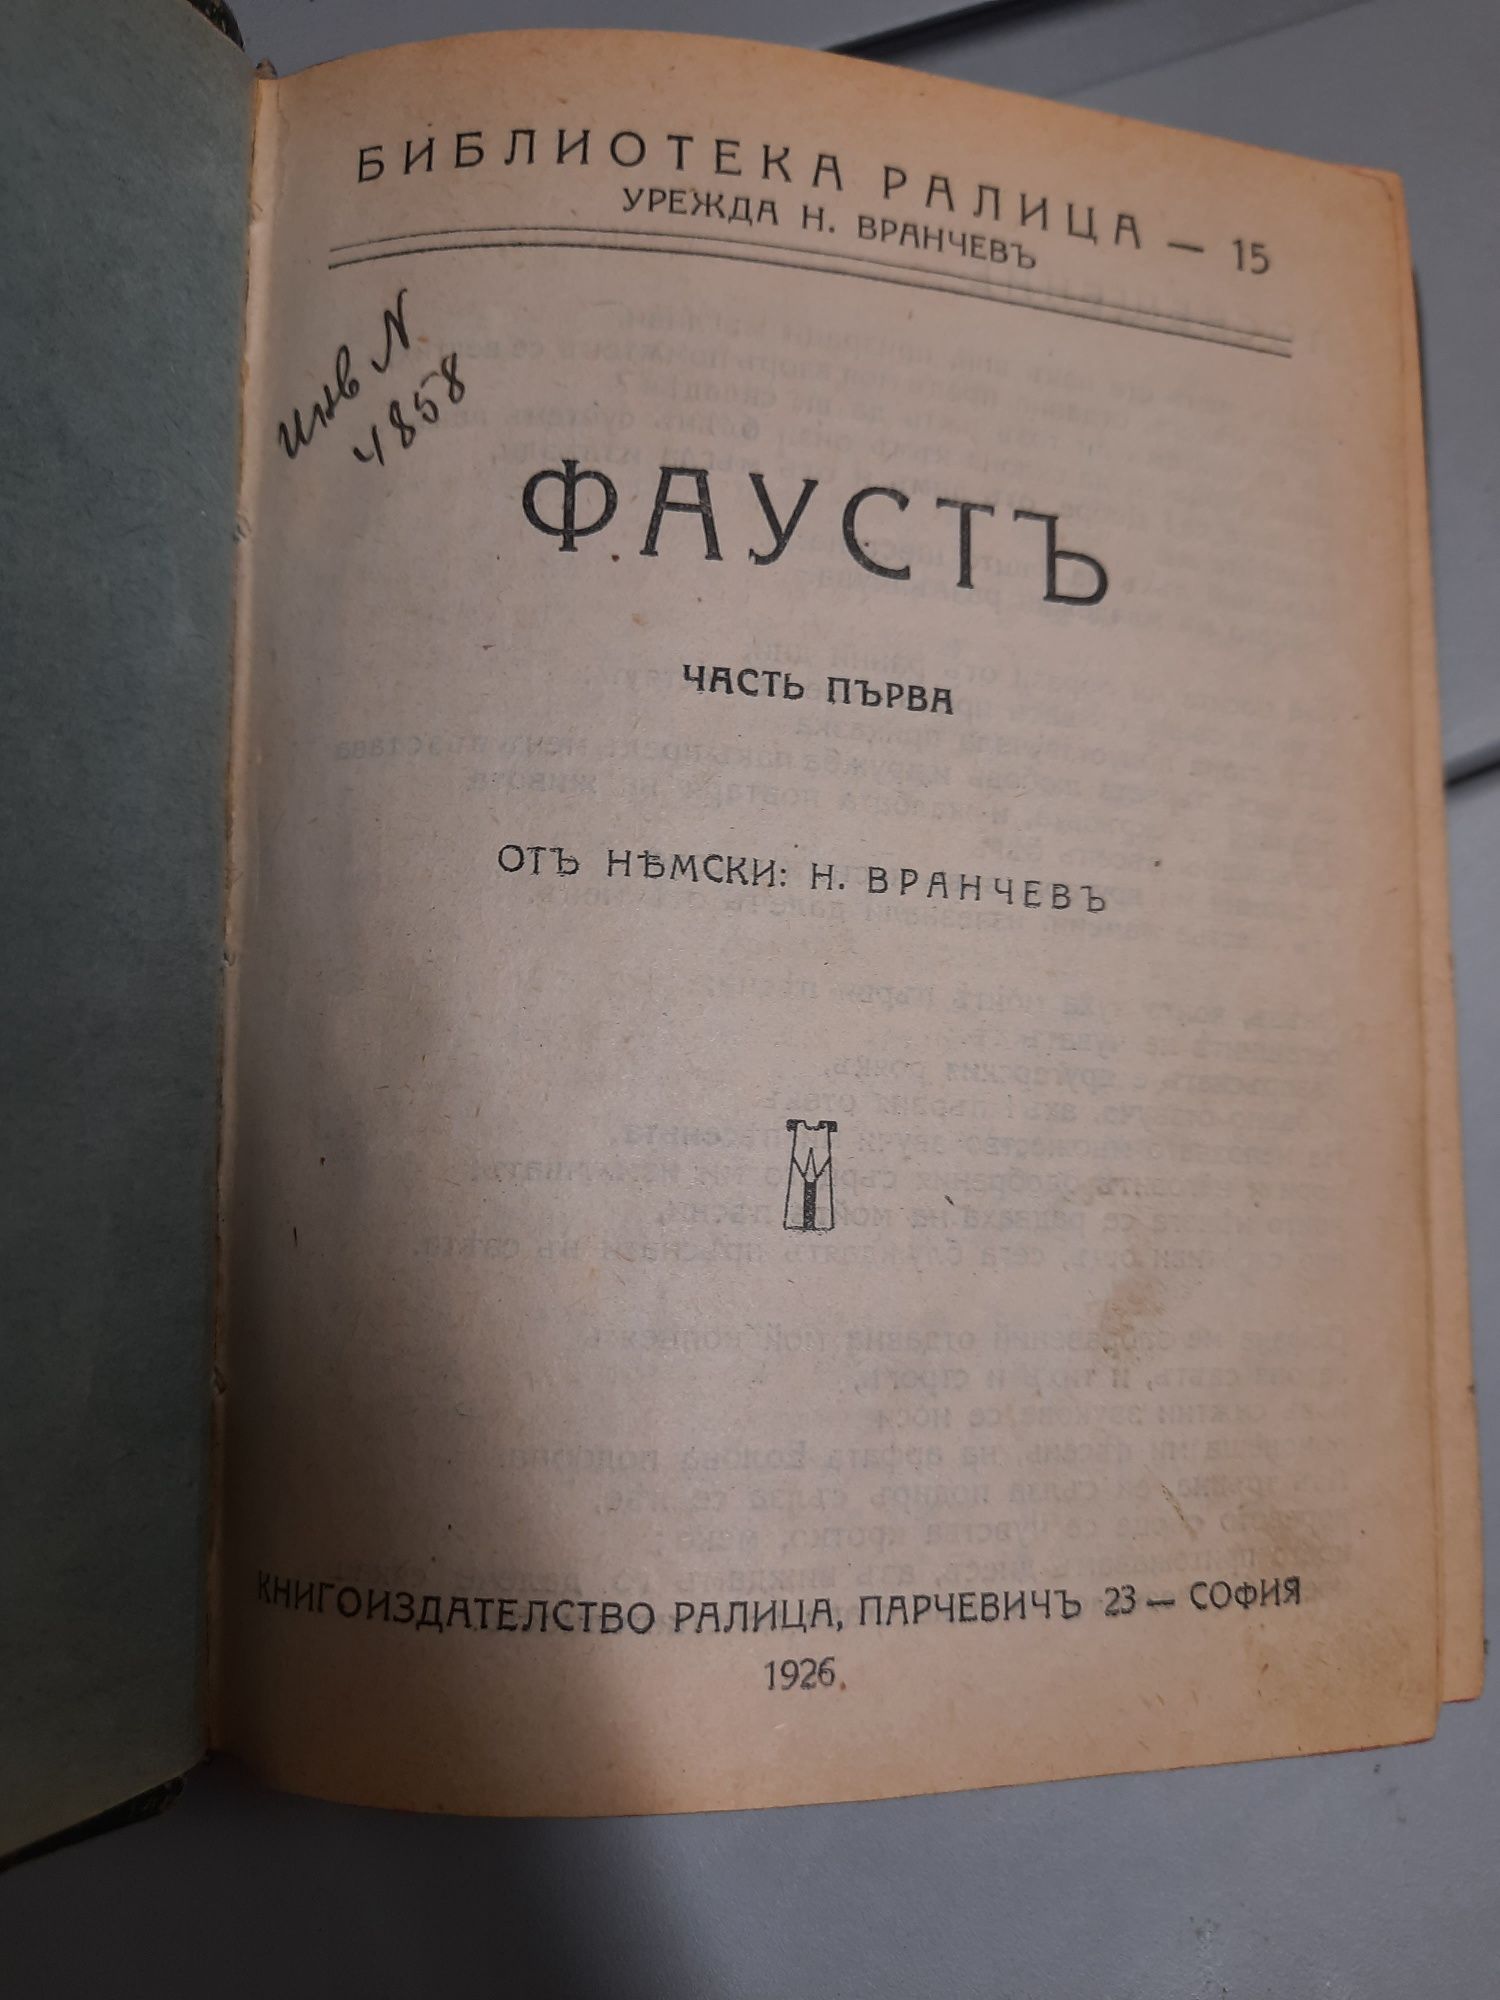 БИБЛИОТЕКА РАЛИЦА — 15
УРЕЖДА Н. ВРАНЧЕВЪ
инв N
4858
ФАУСТЪ
ЧАСТЬ ПЪРВА
ОТЪ НѢМСКИ: Н. ВРАНЧЕВЪ
КНИГОИЗДАТЕЛСТВО РАЛИЦА, ПАРЧЕВИЧЪ 23 — СОФИЯ
1926.